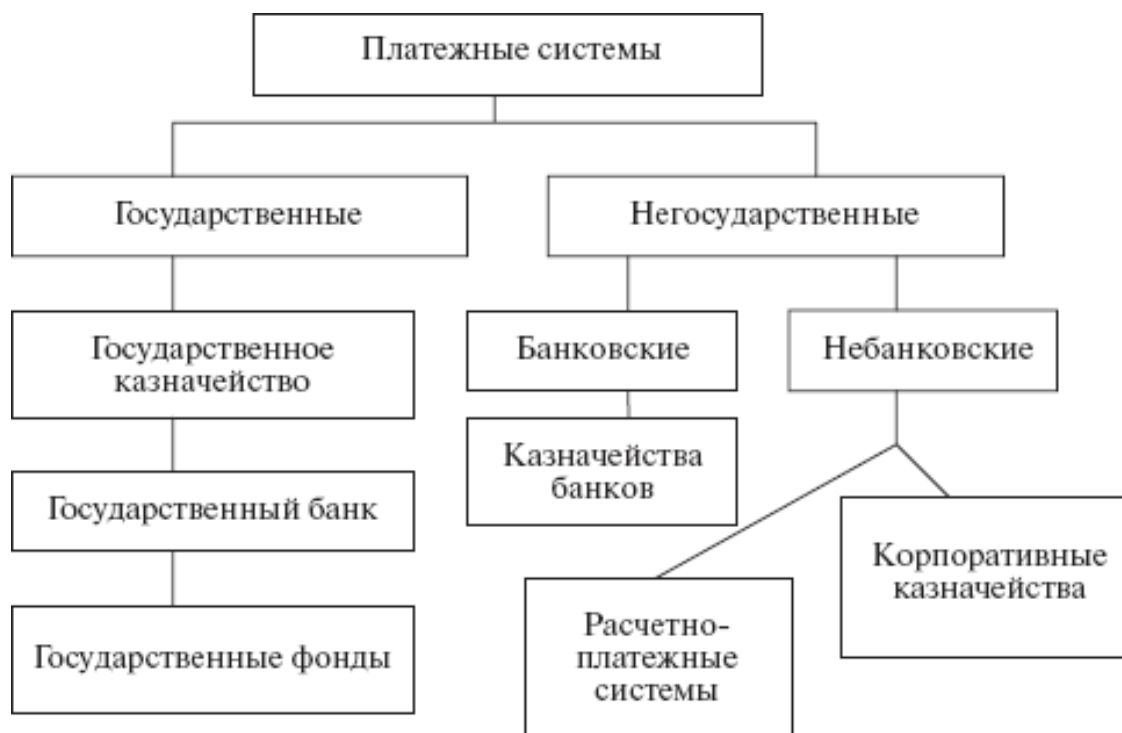 Платежные системы
Государственные
Негосударственные
Государственное
казначейство
Банковские
Небанковские
Казначейства
банков
Государственный банк
Корпоративные
казначейства
Расчетно-
платежные
системы
Государственные фонды